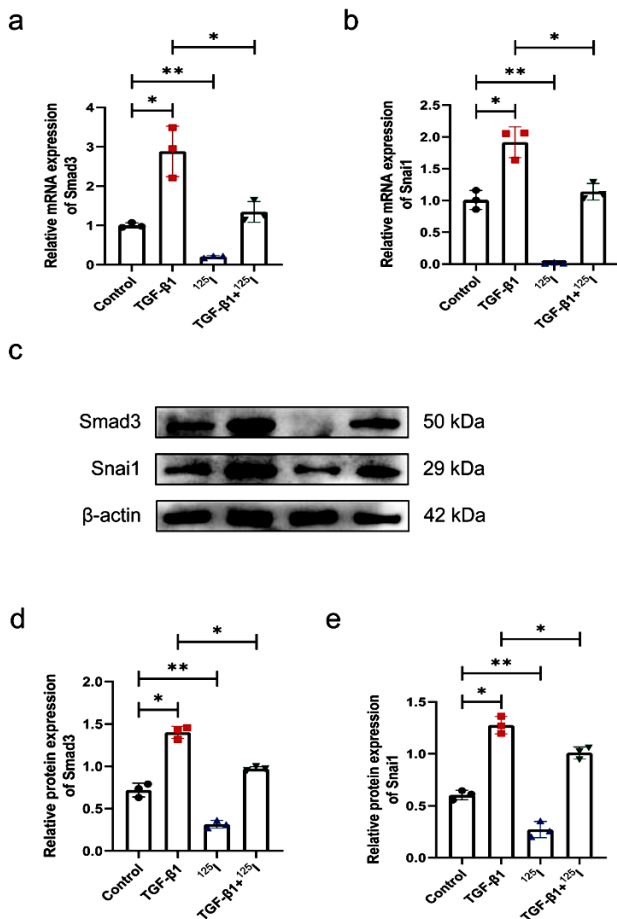 a
*
**
*
Relative mRNA expression
of Smad3
4
3
2
1
0
Control
TGF-β1
¹²⁵I
TGF-β1+¹²⁵I
b
*
**
*
Relative mRNA expression
of Snai1
2.5
2.0
1.5
1.0
0.5
0.0
Control
TGF-β1
¹²⁵I
TGF-β1+¹²⁵I
c
Smad3 50 kDa
Snai1 29 kDa
β-actin 42 kDa
d
*
**
*
Relative protein expression
of Smad3
2.0
1.5
1.0
0.5
0.0
Control
TGF-β1
¹²⁵I
TGF-β1+¹²⁵I
e
*
**
*
Relative protein expression
of Snai1
1.5
1.0
0.5
0.0
Control
TGF-β1
¹²⁵I
TGF-β1+¹²⁵I